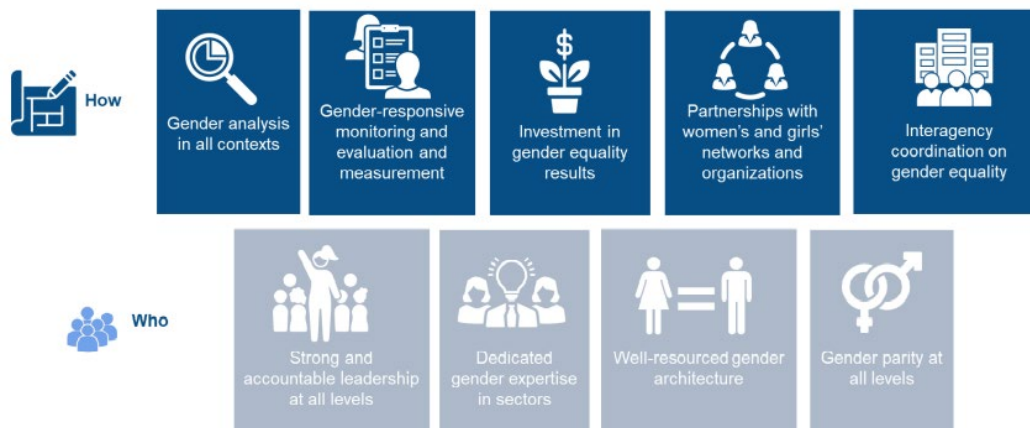 How
Gender analysis
in all contexts
Gender-responsive
monitoring and
evaluation and
measurement
$
Investment in
gender equality
results
Partnerships with
women's and girls'
networks and
organizations
Interagency
coordination on
gender equality
Who
Strong and
accountable leadership
at all levels
Dedicated
gender expertise
in sectors
Well-resourced gender
architecture
Gender parity at
all levels